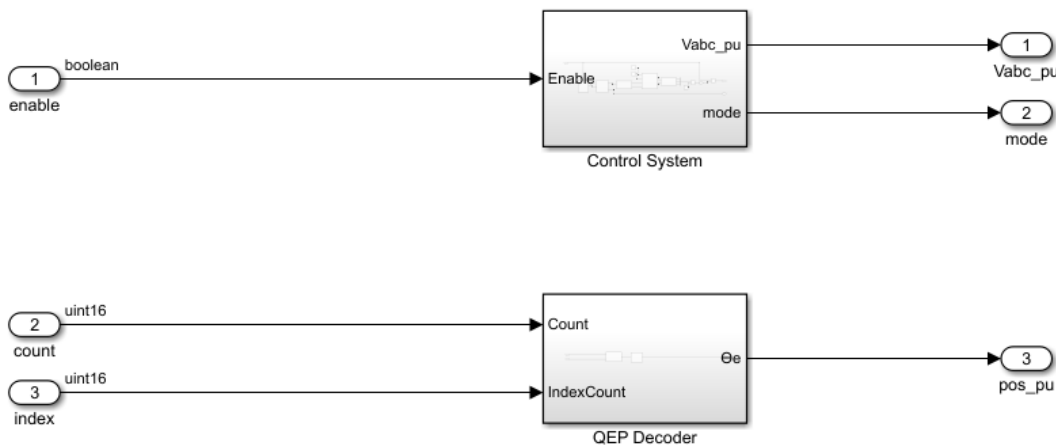 Vabc_pu
1
Vabc_pu
boolean
1
enable
Enable
mode
2
mode
Control System
uint16
2
count
Count
Θe
3
pos_pu
uint16
3
index
IndexCount
QEP Decoder